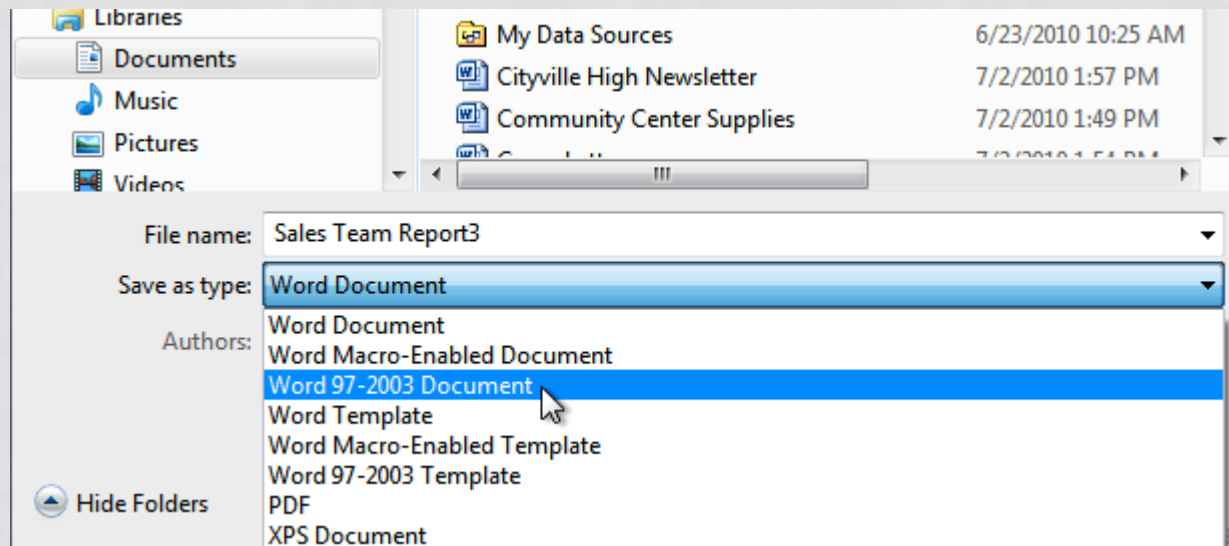 Libraries
Documents
Music
Pictures
Videos
My Data Sources 6/23/2010 10:25 AM
Cityville High Newsletter 7/2/2010 1:57 PM
Community Center Supplies 7/2/2010 1:49 PM
File name: Sales Team Report3
Save as type: Word Document
Authors:
Word Document
Word Macro-Enabled Document
Word 97-2003 Document
Word Template
Word Macro-Enabled Template
Word 97-2003 Template
PDF
XPS Document
Hide Folders